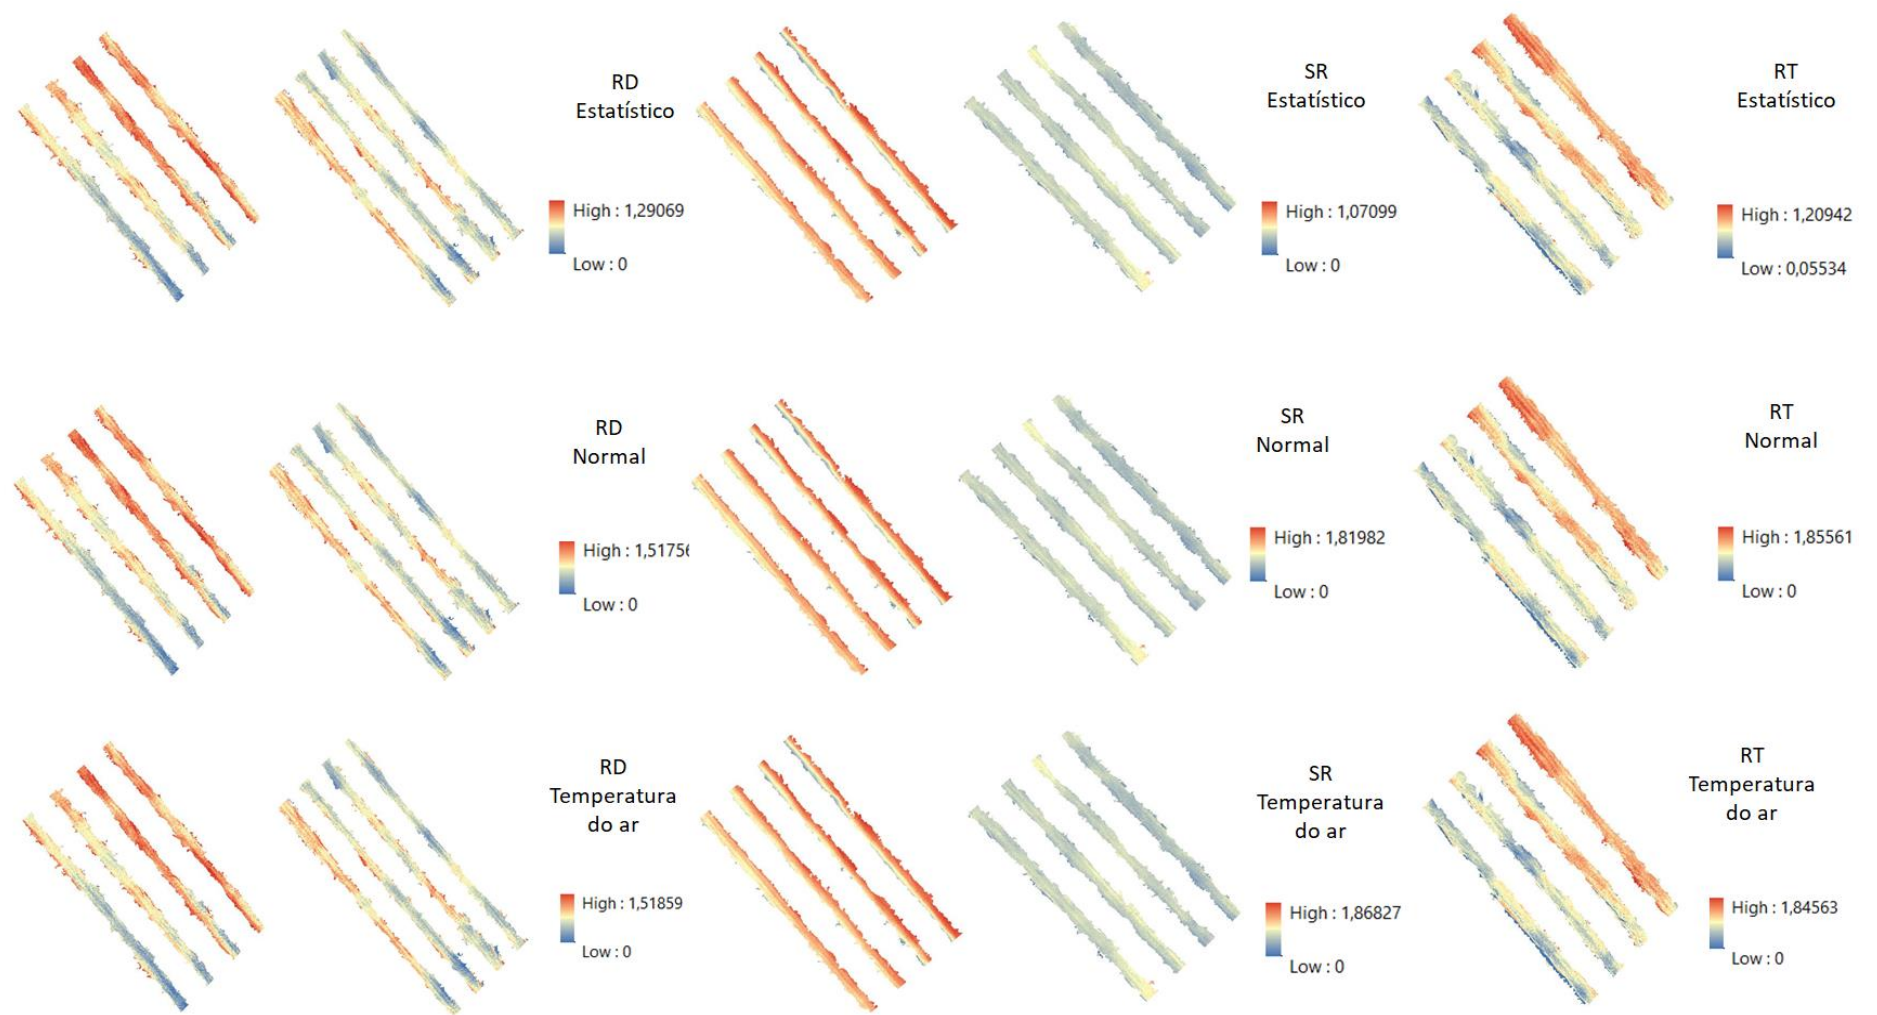 RD
Estatístico
High : 1,29069
Low : 0
SR
Estatístico
High : 1,07099
Low : 0
RT
Estatístico
High : 1,20942
Low : 0,05534
RD
Normal
High : 1,5175
Low : 0
SR
Normal
High : 1,81982
Low : 0
RT
Normal
High : 1,85561
Low : 0
RD
Temperatura
do ar
High : 1,51859
Low : 0
SR
Temperatura
do ar
High : 1,86827
Low : 0
RT
Temperatura
do ar
High : 1,84563
Low : 0